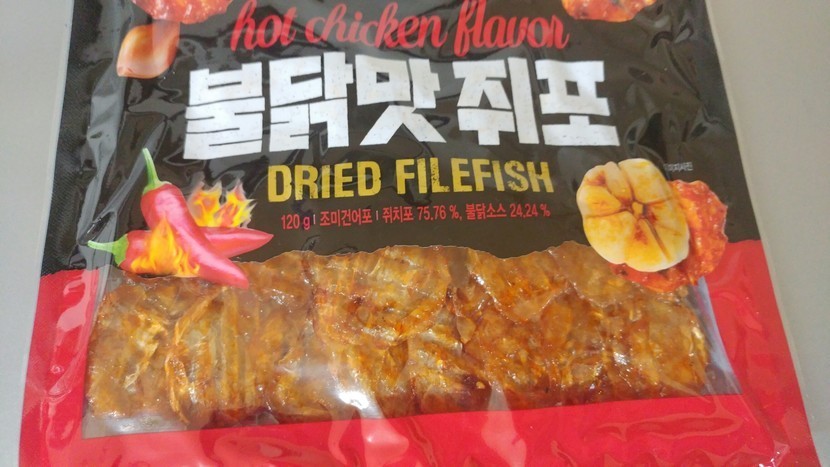 hot chicken flavor
불닭맛 쥐포
DRIED FILEFISH
120 g | 조미건어포 | 쥐치포 75.76 %, 불닭소스 24.24 %